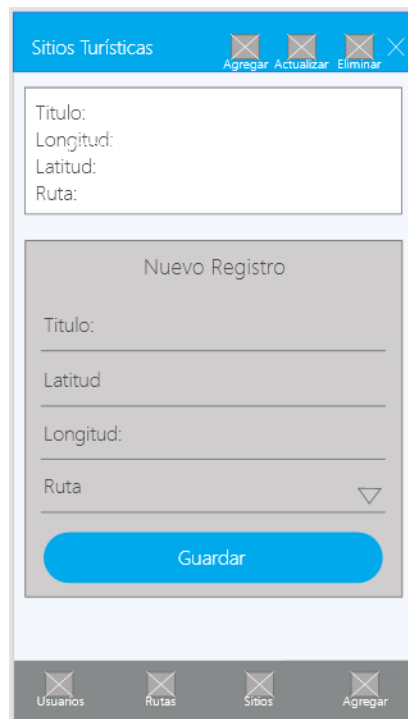 Sitios Turísticas
Agregar Actualizar Eliminar
Titulo:
Longitud:
Latitud:
Ruta:
Nuevo Registro
Titulo:
Latitud
Longitud:
Ruta
Guardar
Usuarios Rutas Sitios Agregar